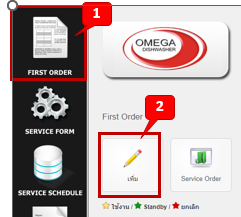 1
FIRST ORDER
OMEGA
DISHWASHER
SERVICE FORM
First Order
2
เพิ่ม
Service Order
SERVICE SCHEDULE
ใช้งาน / Standby / ยกเลิก